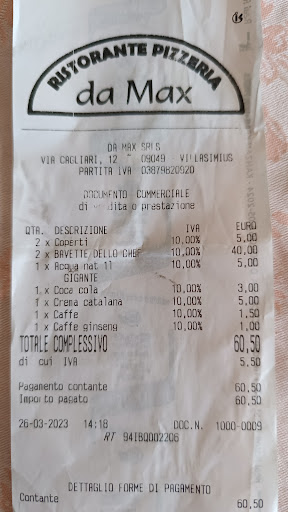 RISTORANTE PIZZERIA
da Max
DA MAX SRLS
VIA CAGLIARI, 12 09049 VILLASIMIUS
PARTITA IVA 03879820920
DOCUMENTO COMMERCIALE
di vendita o prestazione
QTA. DESCRIZIONE IVA EURO
2 x Coperti 10,00% 5,00
2 x BAVETTE DELLO CHEF 10,00% 40,00
1 x Acqua nat 1l 10,00% 5,00
GIGANTE
1 x Coca cola 10,00% 3,00
1 x Crema catalana 10,00% 5,00
1 x Caffe 10,00% 1,50
1 x Caffe ginseng 10,00% 1,00
TOTALE COMPLESSIVO 60,50
di cui IVA 5,50
Pagamento contante 60,50
Importo pagato 60,50
26-03-2023 14:18 DOC.N. 1000-0009
RT 94IB0002206
DETTAGLIO FORME DI PAGAMENTO
Contante 60,50